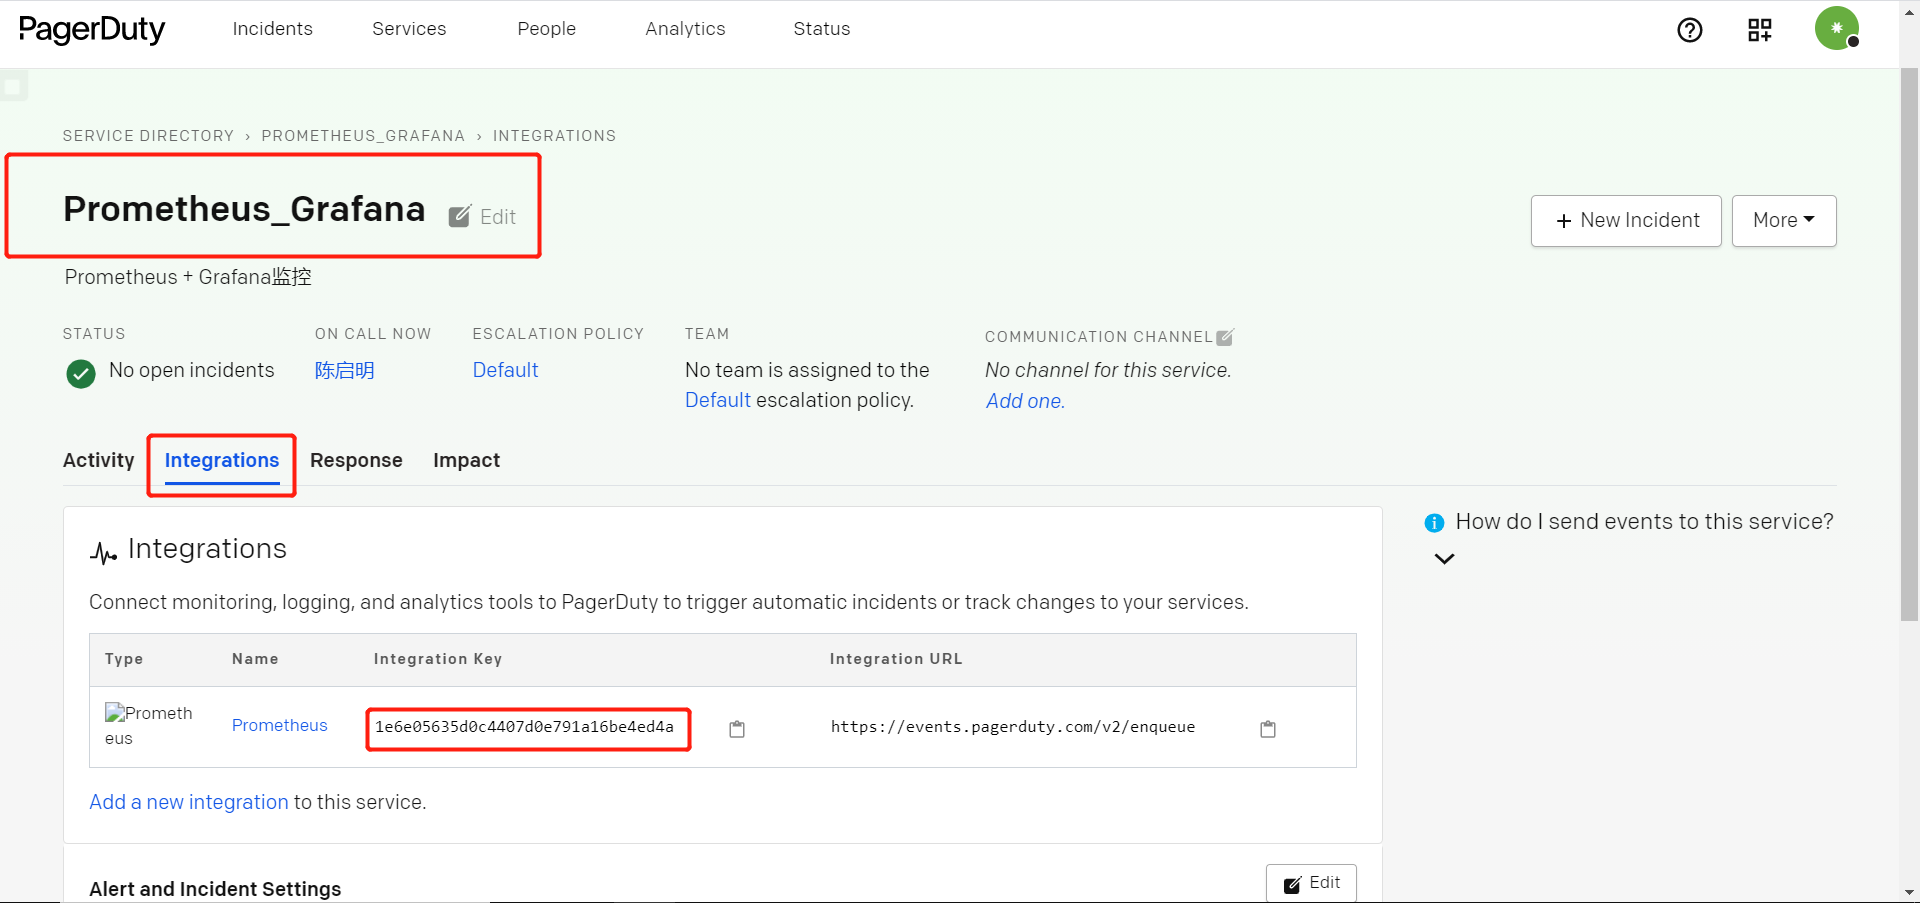 PagerDuty Incidents Services People Analytics Status
SERVICE DIRECTORY › PROMETHEUS_GRAFANA › INTEGRATIONS
Prometheus_Grafana Edit
+ New Incident More
Prometheus + Grafana监控
STATUS ON CALL NOW ESCALATION POLICY TEAM COMMUNICATION CHANNEL
No open incidents 陈启明 Default No team is assigned to the No channel for this service.
Default escalation policy. Add one.
Activity Integrations Response Impact
How do I send events to this service?
Integrations
Connect monitoring, logging, and analytics tools to PagerDuty to trigger automatic incidents or track changes to your services.
Type Name Integration Key Integration URL
Prometh
eus
Prometheus 1e6e05635d0c4407d0e791a16be4ed4a https://events.pagerduty.com/v2/enqueue
Add a new integration to this service.
Alert and Incident Settings Edit